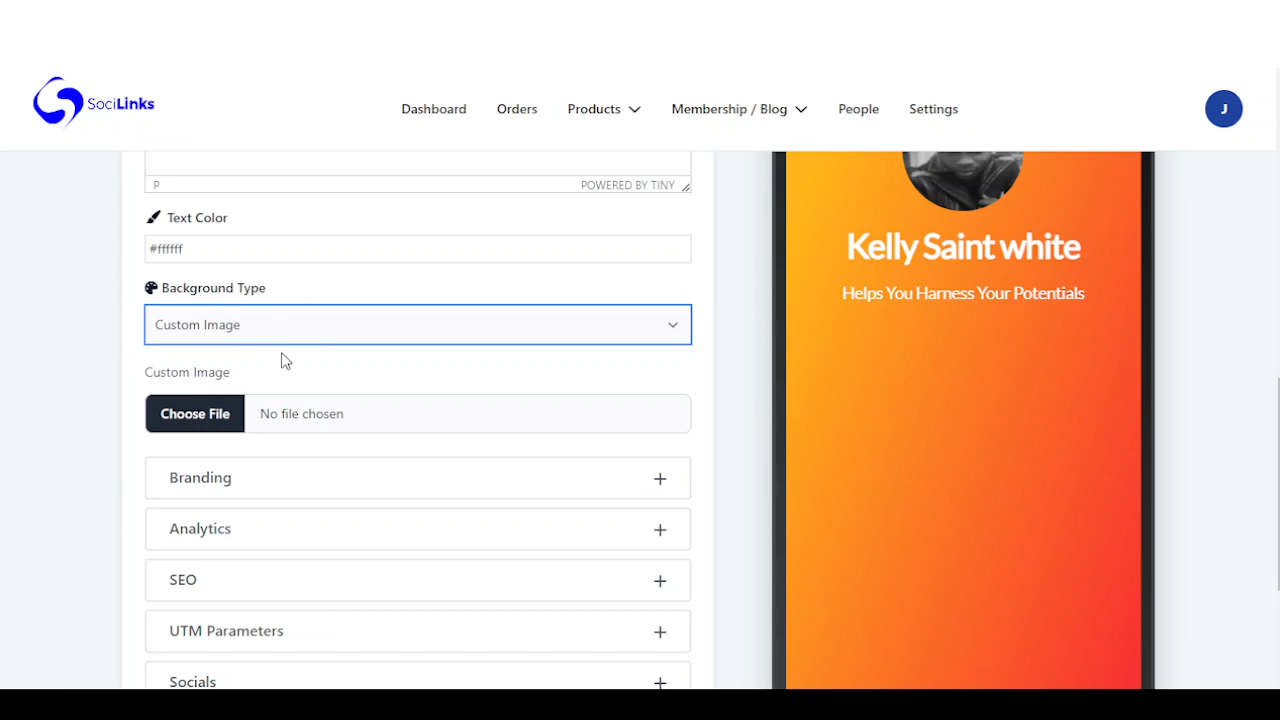 SociLinks
Dashboard
Orders
Products
Membership / Blog
People
Settings
J
P
POWERED BY TINY
Text Color
#ffffff
Background Type
Custom Image
Custom Image
Choose File
No file chosen
Branding
Analytics
SEO
UTM Parameters
Socials
Kelly Saint white
Helps You Harness Your Potentials